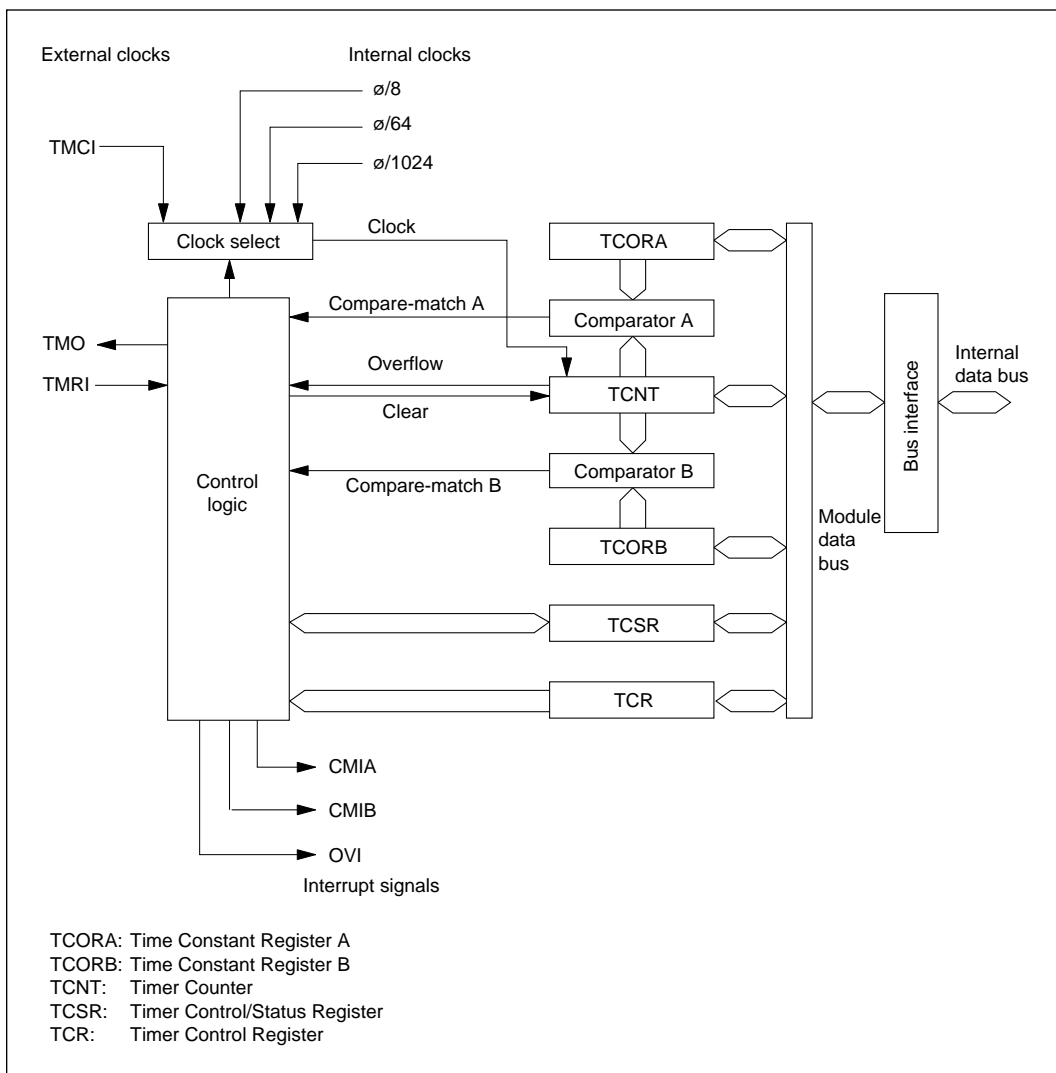 External clocks
Internal clocks
ø/8
ø/64
ø/1024
TMCI
Clock select
Clock
TCORA
Compare-match A
Comparator A
TMO
TMRI
Overflow
TCNT
Clear
Internal
data bus
Bus interface
Control
logic
Compare-match B
Comparator B
TCORB
Module
data
bus
TCSR
TCR
CMIA
CMIB
OVI
Interrupt signals
TCORA: Time Constant Register A
TCORB: Time Constant Register B
TCNT: Timer Counter
TCSR: Timer Control/Status Register
TCR: Timer Control Register